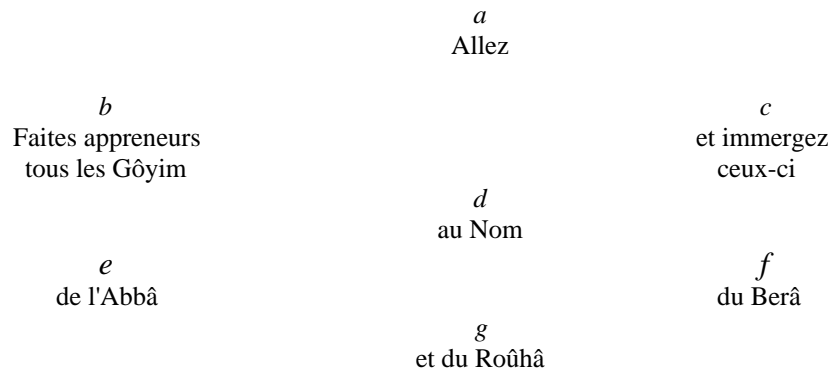 a
Allez
b
Faites appreneurs
tous les Gôyim
c
et immergez
ceux-ci
d
au Nom
e
de l'Abbâ
f
du Berâ
g
et du Roûhâ